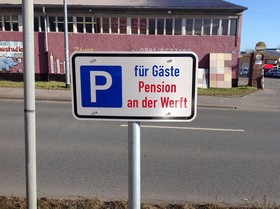 P
für Gäste
Pension
an der Werft